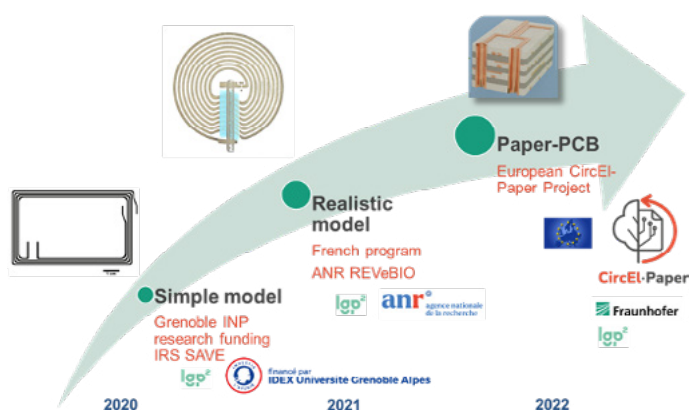 Paper-PCB
European CircEl-
Paper Project
Realistic
model
French program
ANR REVeBIO
CircEl-Paper
lgp2
anr
agence nationale
de la recherche
Fraunhofer
lgp2
Simple model
Grenoble INP
research funding
IRS SAVE
lgp2
financé par
IDEX Université Grenoble Alpes
2020
2021
2022